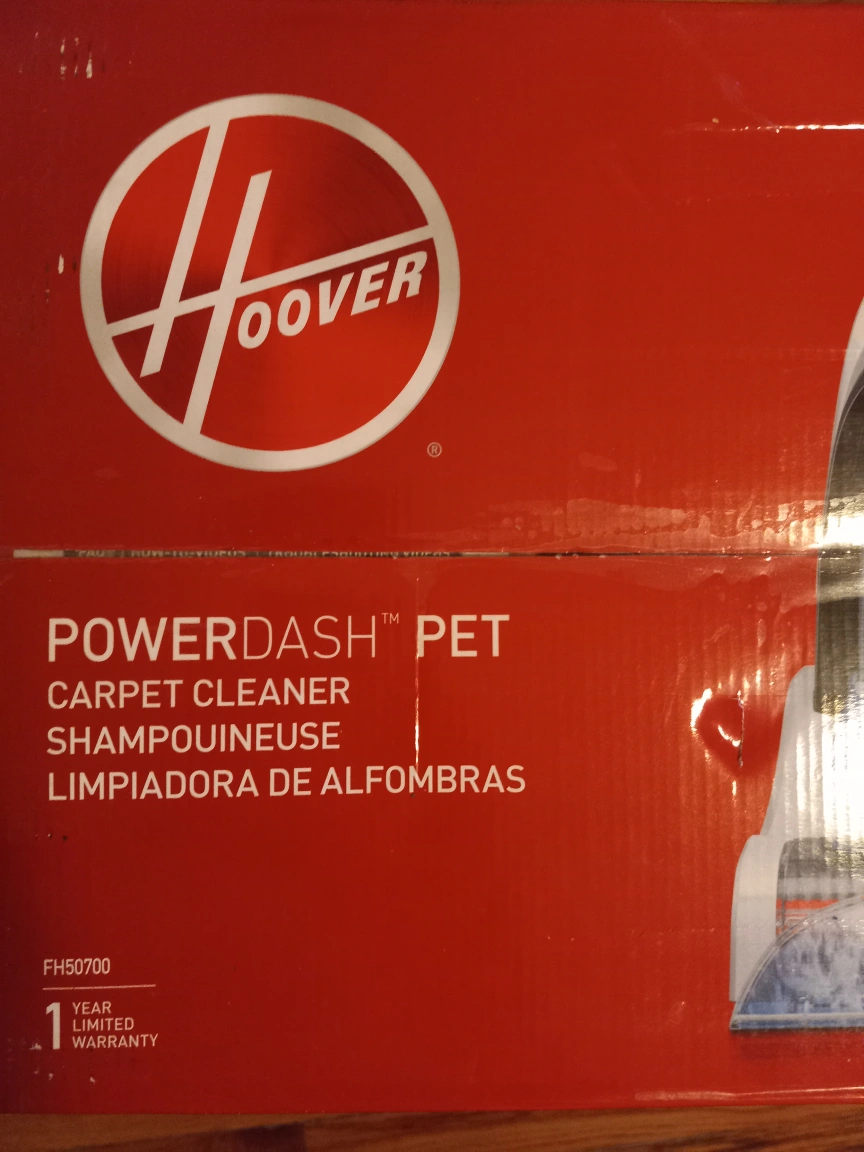 HOOVER
®
POWERDASH™ PET
CARPET CLEANER
SHAMPOUINEUSE
LIMPIADORA DE ALFOMBRAS
FH50700
1 YEAR
LIMITED
WARRANTY